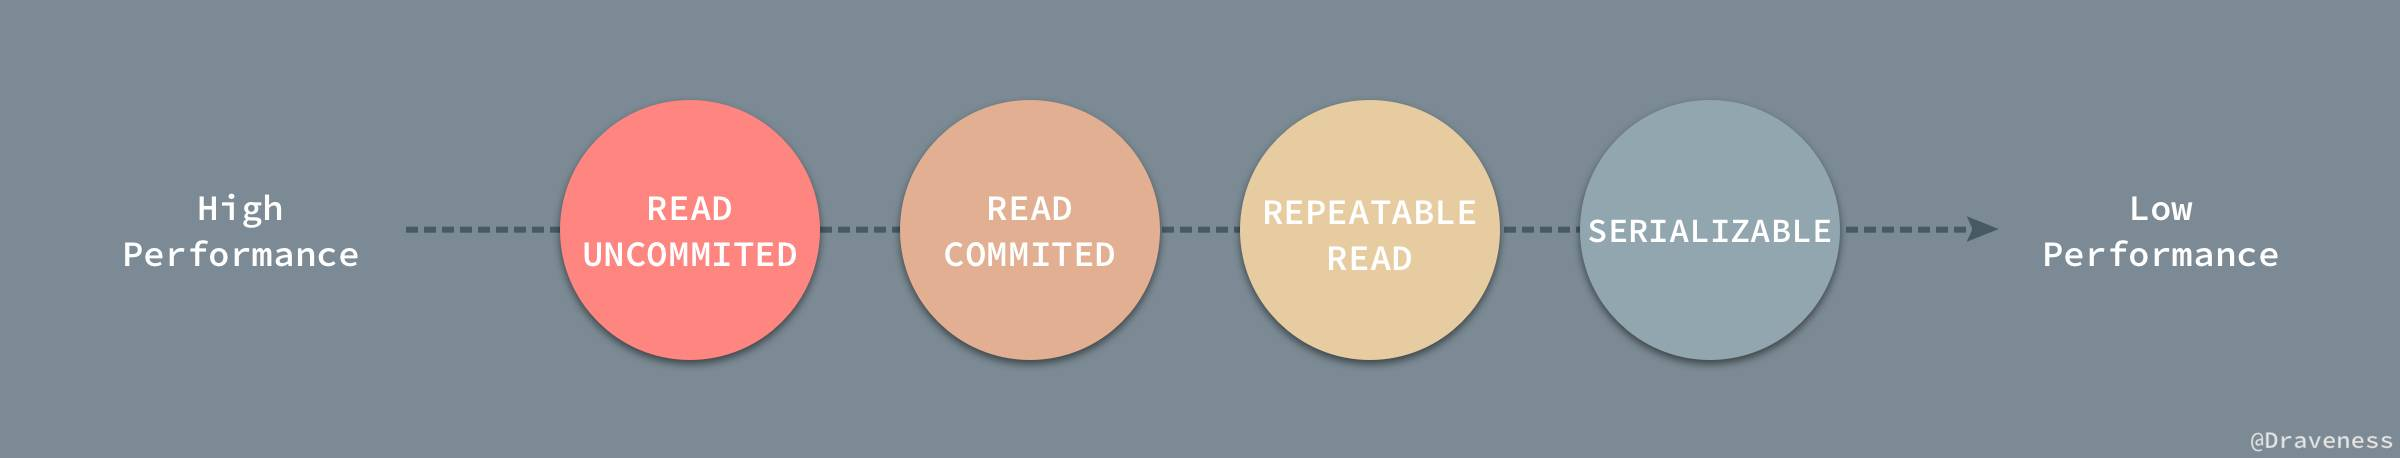 High
Performance
READ
UNCOMMITED
READ
COMMITED
REPEATABLE
READ
SERIALIZABLE
Low
Performance
@Draveness